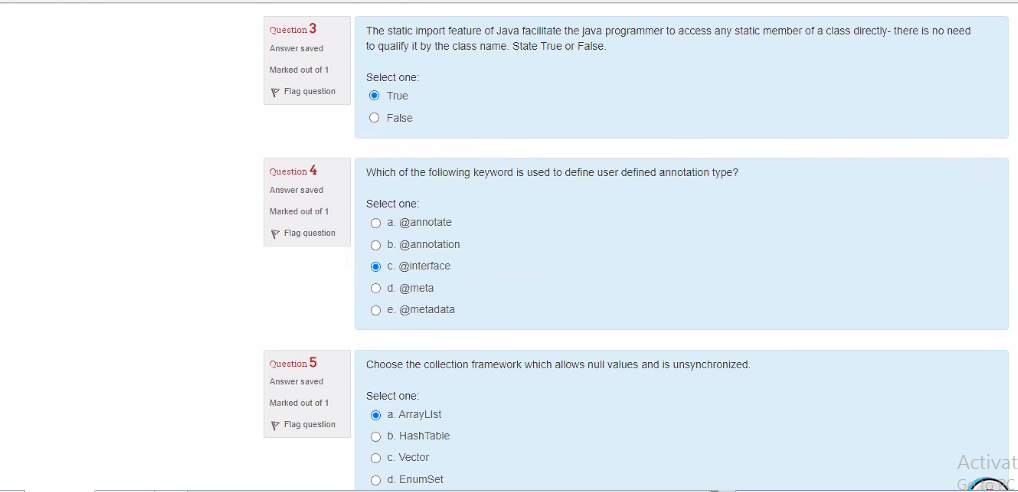 Question 3
Answer saved
Marked out of 1
Flag question
The static import feature of Java facilitate the java programmer to access any static member of a class directly- there is no need
to qualify it by the class name. State True or False.
Select one:
True
False
Question 4
Answer saved
Marked out of 1
Flag question
Which of the following keyword is used to define user defined annotation type?
Select one:
a. @annotate
b. @annotation
c. @interface
d. @meta
e. @metadata
Question 5
Answer saved
Marked out of 1
Flag question
Choose the collection framework which allows null values and is unsynchronized.
Select one:
a. ArrayList
b. HashTable
c. Vector
d. EnumSet
Activat